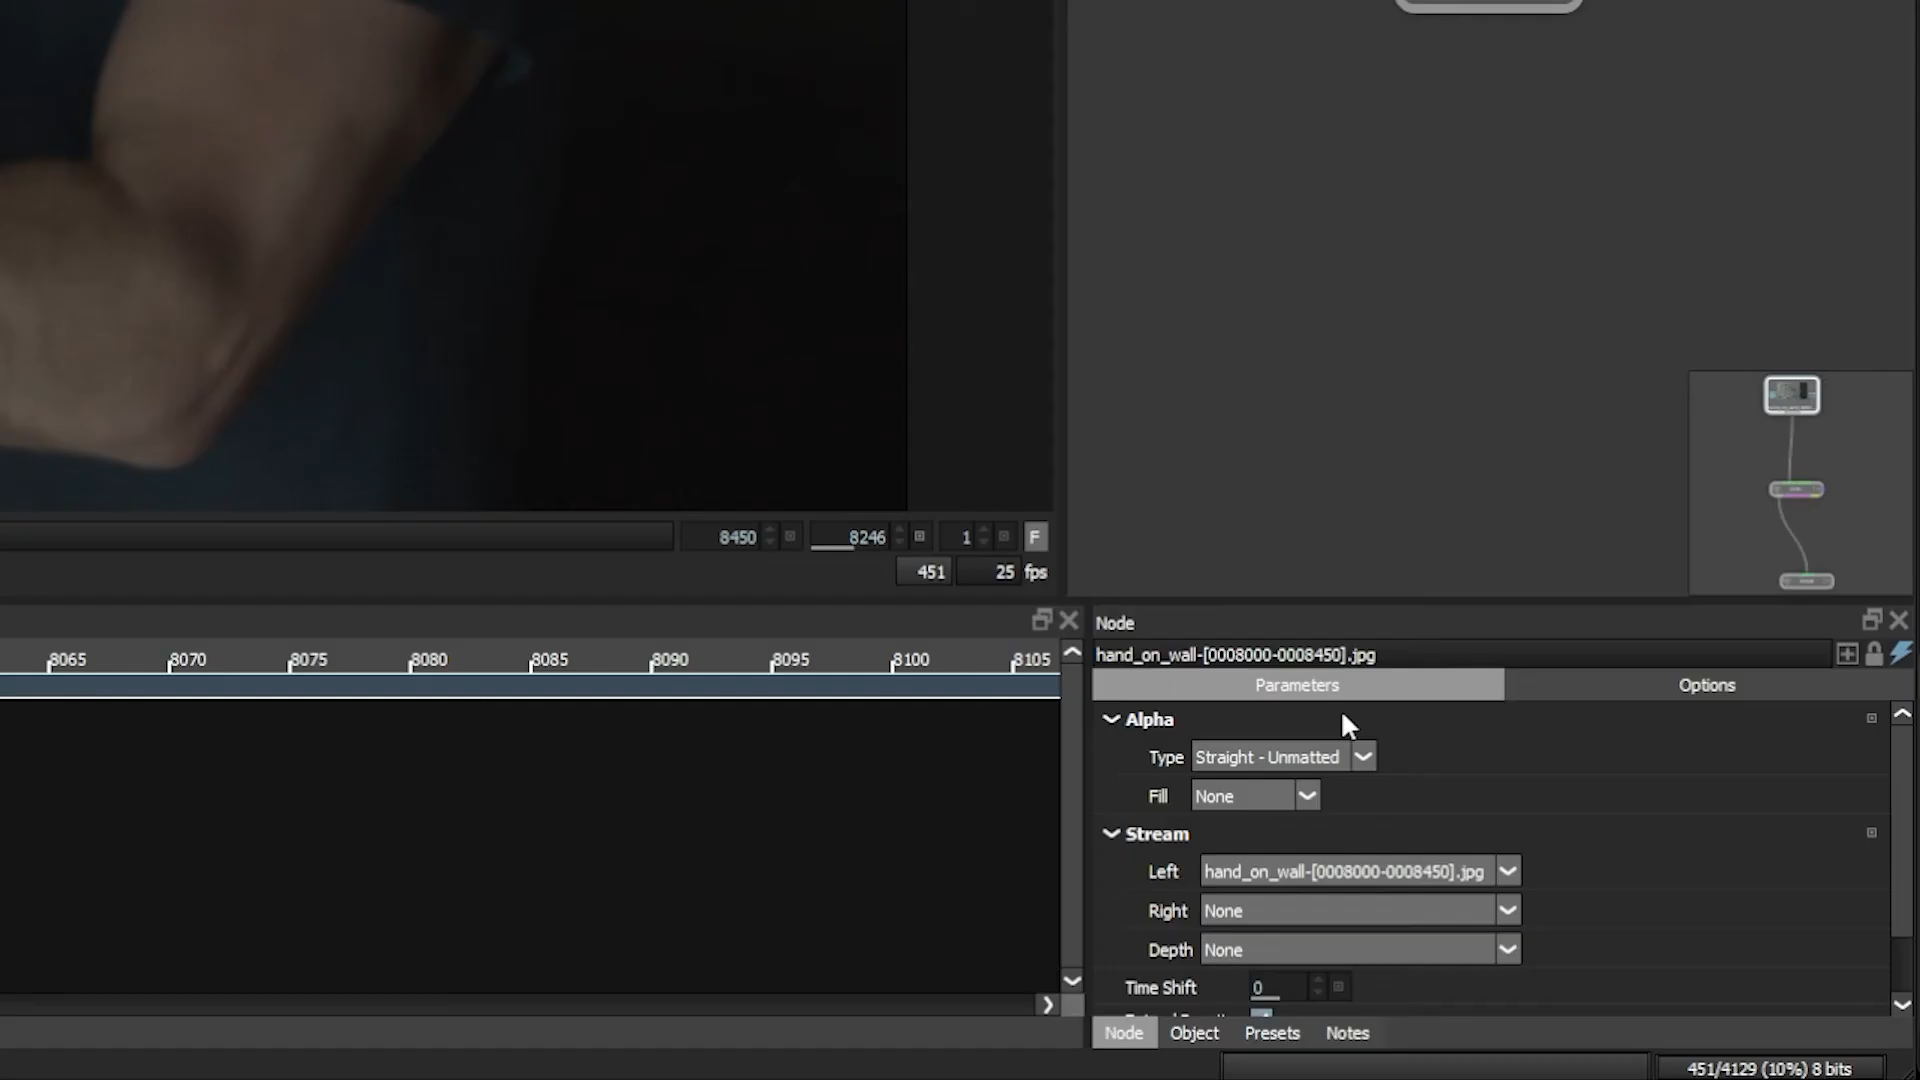 8450 8246 1 F
451 25 fps
Node
8065 8070 8075 8080 8085 8090 8095 8100 8105
hand_on_wall-[0008000-0008450].jpg
Parameters Options
Alpha
Type Straight - Unmatted
Fill None
Stream
Left hand_on_wall-[0008000-0008450].jpg
Right None
Depth None
Time Shift 0
Node Object Presets Notes
451/4129 (10%) 8 bits